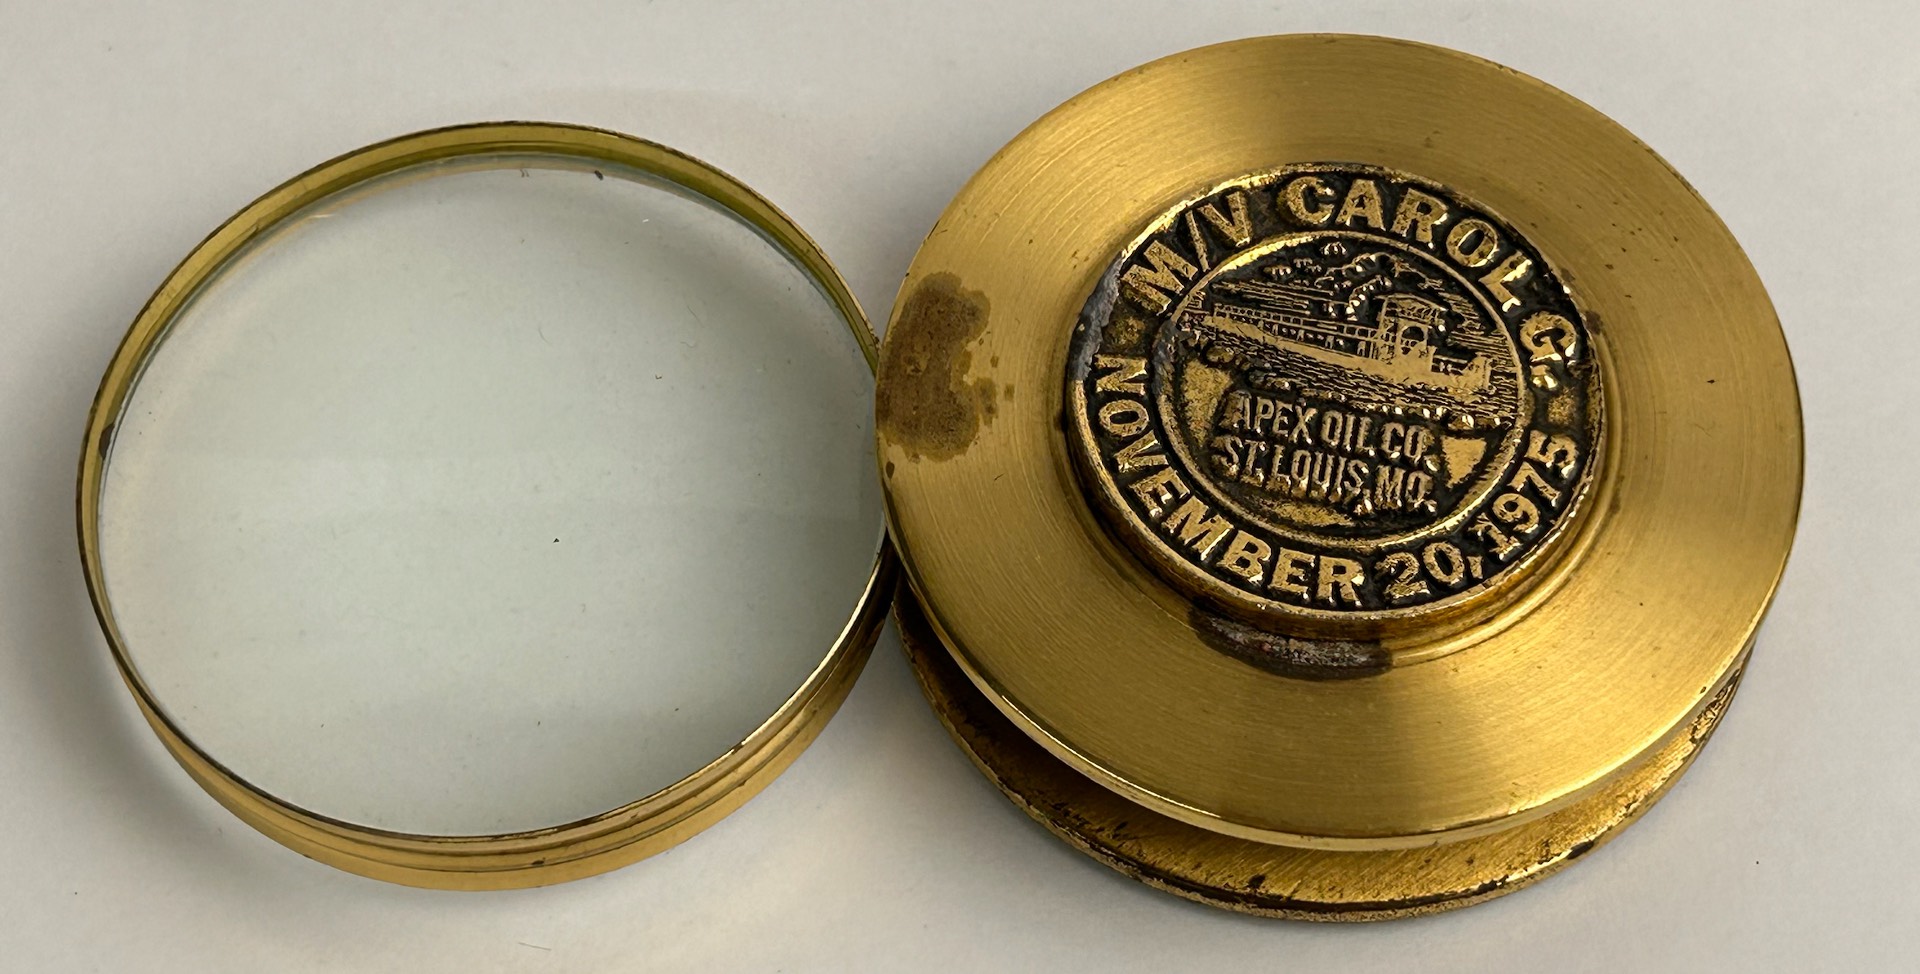 M/V CAROL G.
APEX OIL CO.
ST. LOUIS, MO.
NOVEMBER 20, 1975